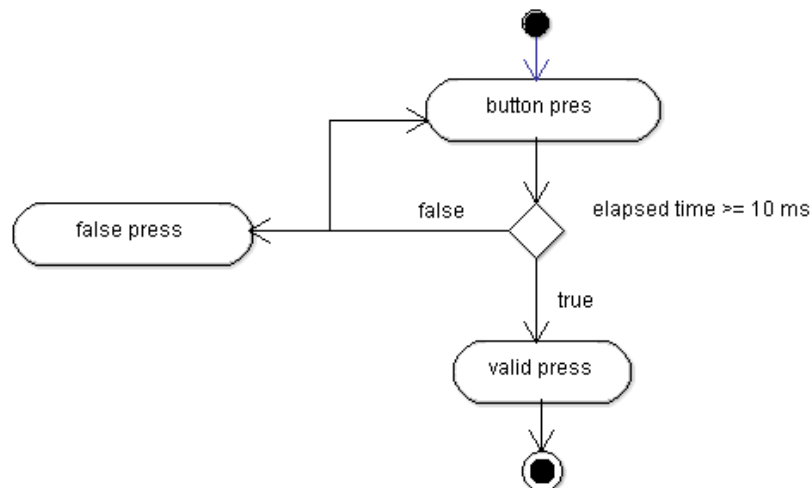 button pres
false
elapsed time >= 10 ms
false press
true
valid press